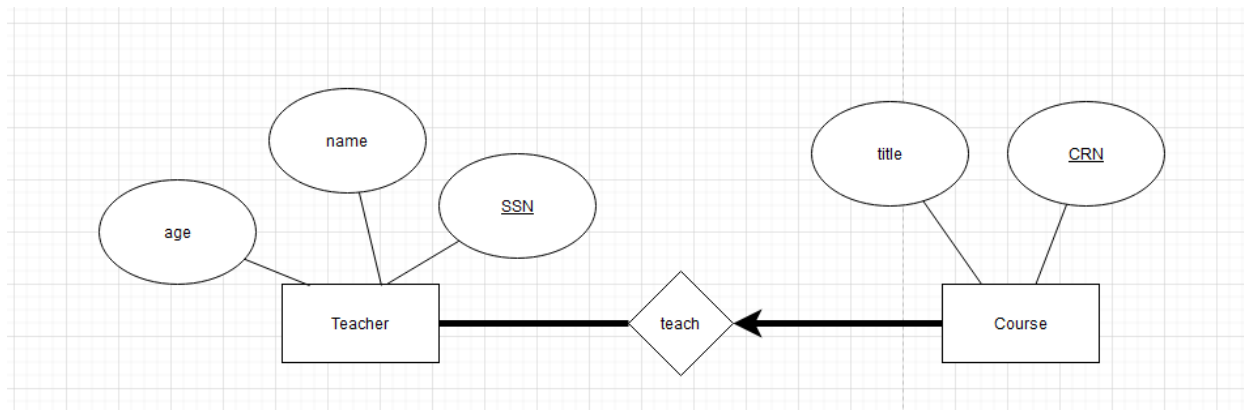 name
title
CRN
SSN
age
Teacher
teach
Course